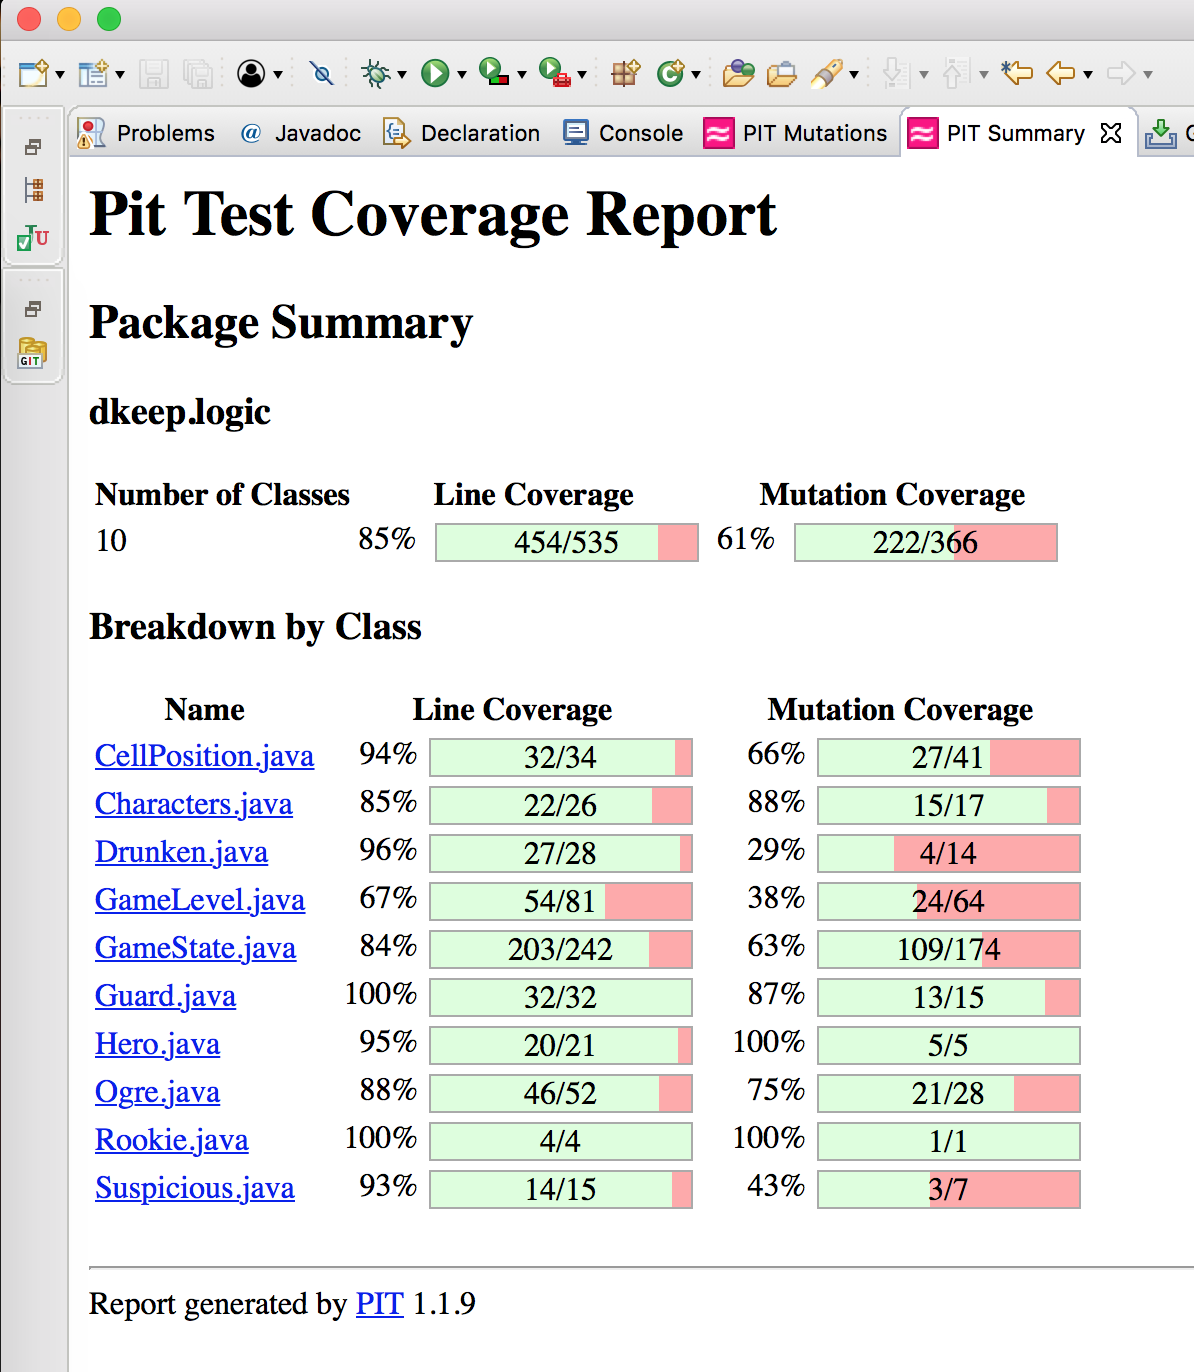 Problems @ Javadoc Declaration Console PIT Mutations PIT Summary
Pit Test Coverage Report
Package Summary
dkeep.logic
Number of Classes Line Coverage Mutation Coverage
10 85% 454/535 61% 222/366
Breakdown by Class
Name Line Coverage Mutation Coverage
CellPosition.java 94% 32/34 66% 27/41
Characters.java 85% 22/26 88% 15/17
Drunken.java 96% 27/28 29% 4/14
GameLevel.java 67% 54/81 38% 24/64
GameState.java 84% 203/242 63% 109/174
Guard.java 100% 32/32 87% 13/15
Hero.java 95% 20/21 100% 5/5
Ogre.java 88% 46/52 75% 21/28
Rookie.java 100% 4/4 100% 1/1
Suspicious.java 93% 14/15 43% 3/7
Report generated by PIT 1.1.9
JU
GIT